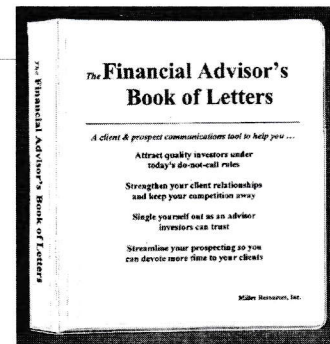 The Financial Advisor's Book of Letters
The Financial Advisor's
Book of Letters
A client & prospect communications tool to help you ...
Attract quality investors under
today's do-not-call rules
Strengthen your client relationships
and keep your competition away
Single yourself out as an advisor
investors can trust
Streamline your prospecting so you
can devote more time to your clients
Miller Resources, Inc.